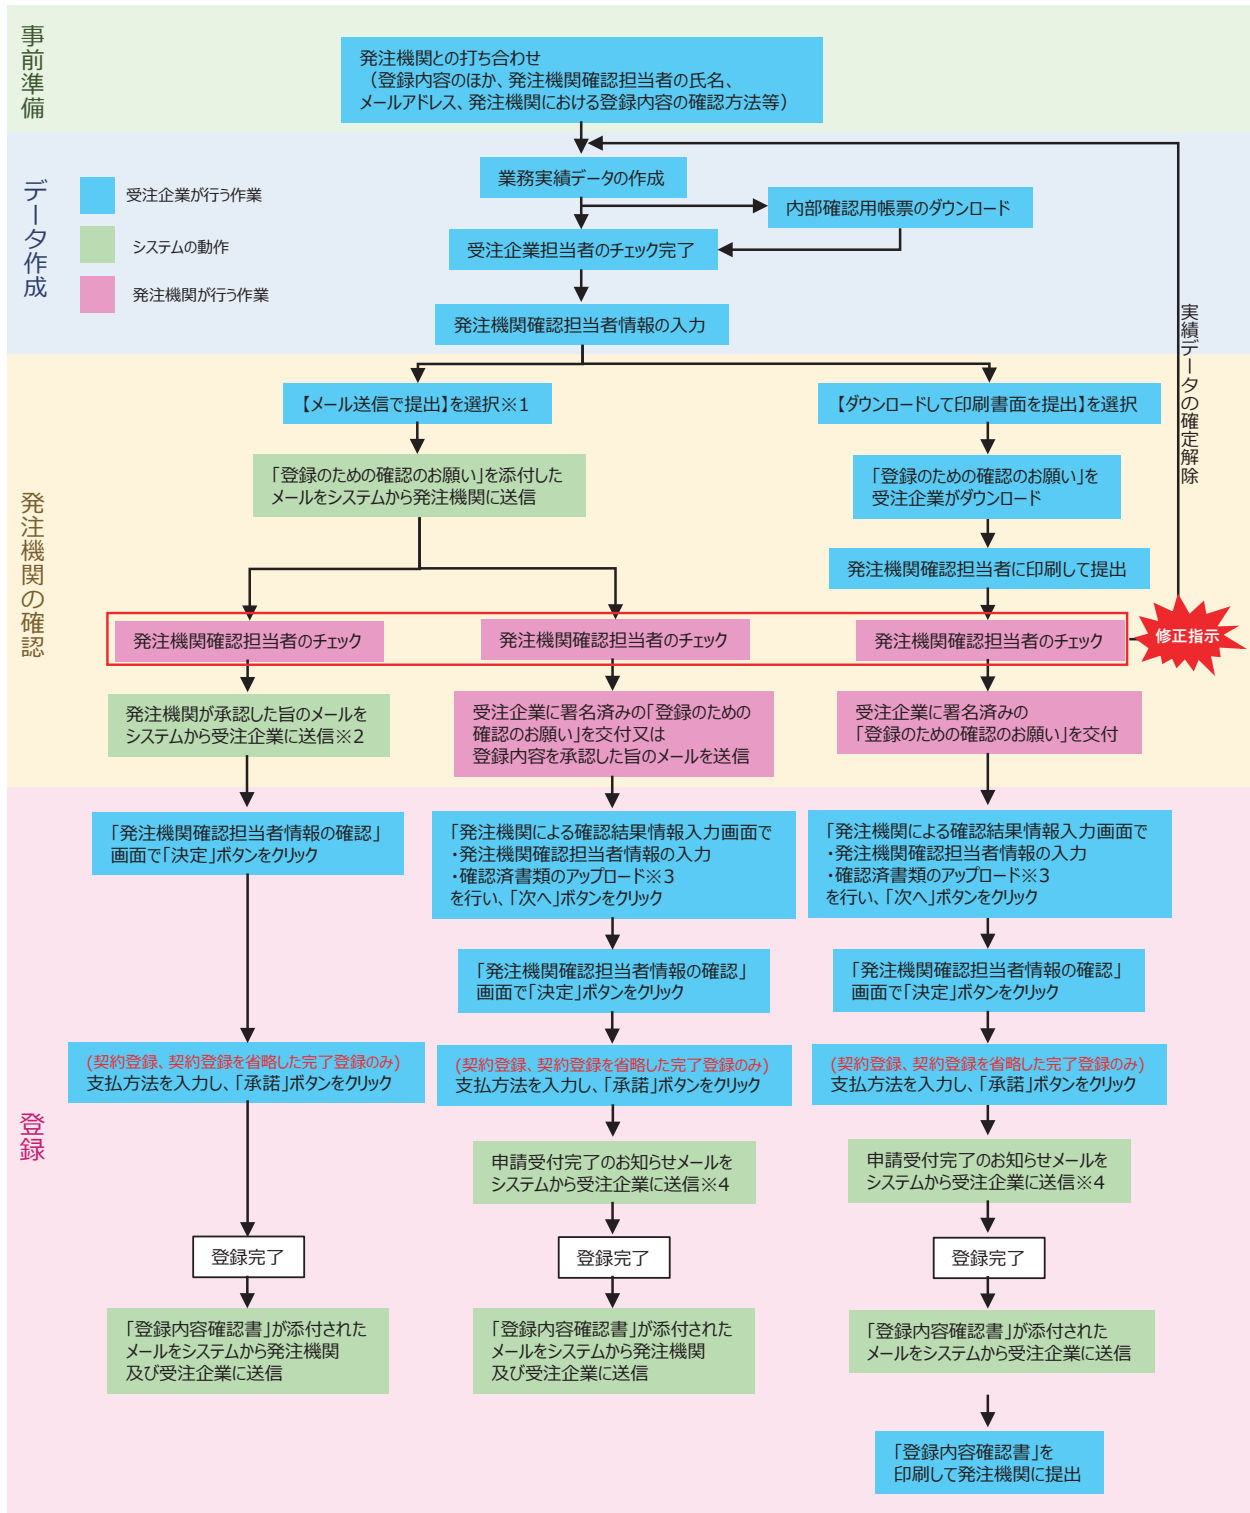 事前準備
発注機関との打ち合わせ
（登録内容のほか、発注機関確認担当者の氏名、
メールアドレス、発注機関における登録内容の確認方法等）
データ作成
受注企業が行う作業
システムの動作
発注機関が行う作業
業務実績データの作成
内部確認用帳票のダウンロード
受注企業担当者のチェック完了
発注機関確認担当者情報の入力
実績データの確定解除
発注機関の確認
【メール送信で提出】を選択※1
【ダウンロードして印刷書面を提出】を選択
「登録のための確認のお願い」を添付した
メールをシステムから発注機関に送信
「登録のための確認のお願い」を
受注企業がダウンロード
発注機関確認担当者に印刷して提出
発注機関確認担当者のチェック
発注機関確認担当者のチェック
発注機関確認担当者のチェック
修正指示
発注機関が承認した旨のメールを
システムから受注企業に送信※2
受注企業に署名済みの「登録のための
確認のお願い」を交付又は
登録内容を承認した旨のメールを送信
受注企業に署名済みの
「登録のための確認のお願い」を交付
登録
「発注機関確認担当者情報の確認」
画面で「決定」ボタンをクリック
「発注機関による確認結果情報入力画面で
・発注機関確認担当者情報の入力
・確認済書類のアップロード※3
を行い、「次へ」ボタンをクリック
「発注機関による確認結果情報入力画面で
・発注機関確認担当者情報の入力
・確認済書類のアップロード※3
を行い、「次へ」ボタンをクリック
「発注機関確認担当者情報の確認」
画面で「決定」ボタンをクリック
「発注機関確認担当者情報の確認」
画面で「決定」ボタンをクリック
(契約登録、契約登録を省略した完了登録のみ)
支払方法を入力し、「承諾」ボタンをクリック
(契約登録、契約登録を省略した完了登録のみ)
支払方法を入力し、「承諾」ボタンをクリック
(契約登録、契約登録を省略した完了登録のみ)
支払方法を入力し、「承諾」ボタンをクリック
申請受付完了のお知らせメールを
システムから受注企業に送信※4
申請受付完了のお知らせメールを
システムから受注企業に送信※4
登録完了
登録完了
登録完了
「登録内容確認書」が添付された
メールをシステムから発注機関
及び受注企業に送信
「登録内容確認書」が添付された
メールをシステムから発注機関
及び受注企業に送信
「登録内容確認書」が添付された
メールをシステムから受注企業に送信
「登録内容確認書」を
印刷して発注機関に提出